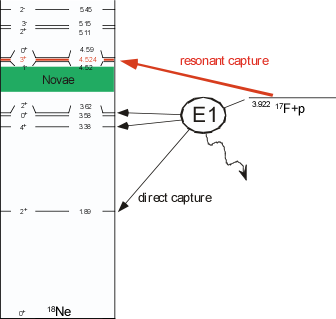 2⁻ 5.45
3⁻ 5.15
2⁺ 5.11
0⁺ 4.59
3⁺ 4.524
1⁻ 4.52
resonant capture
Novae
3.922 ¹⁷F+p
2⁺ 3.62
0⁺ 3.58
E1
4⁺ 3.38
direct capture
2⁺ 1.89
0⁺ ¹⁸Ne